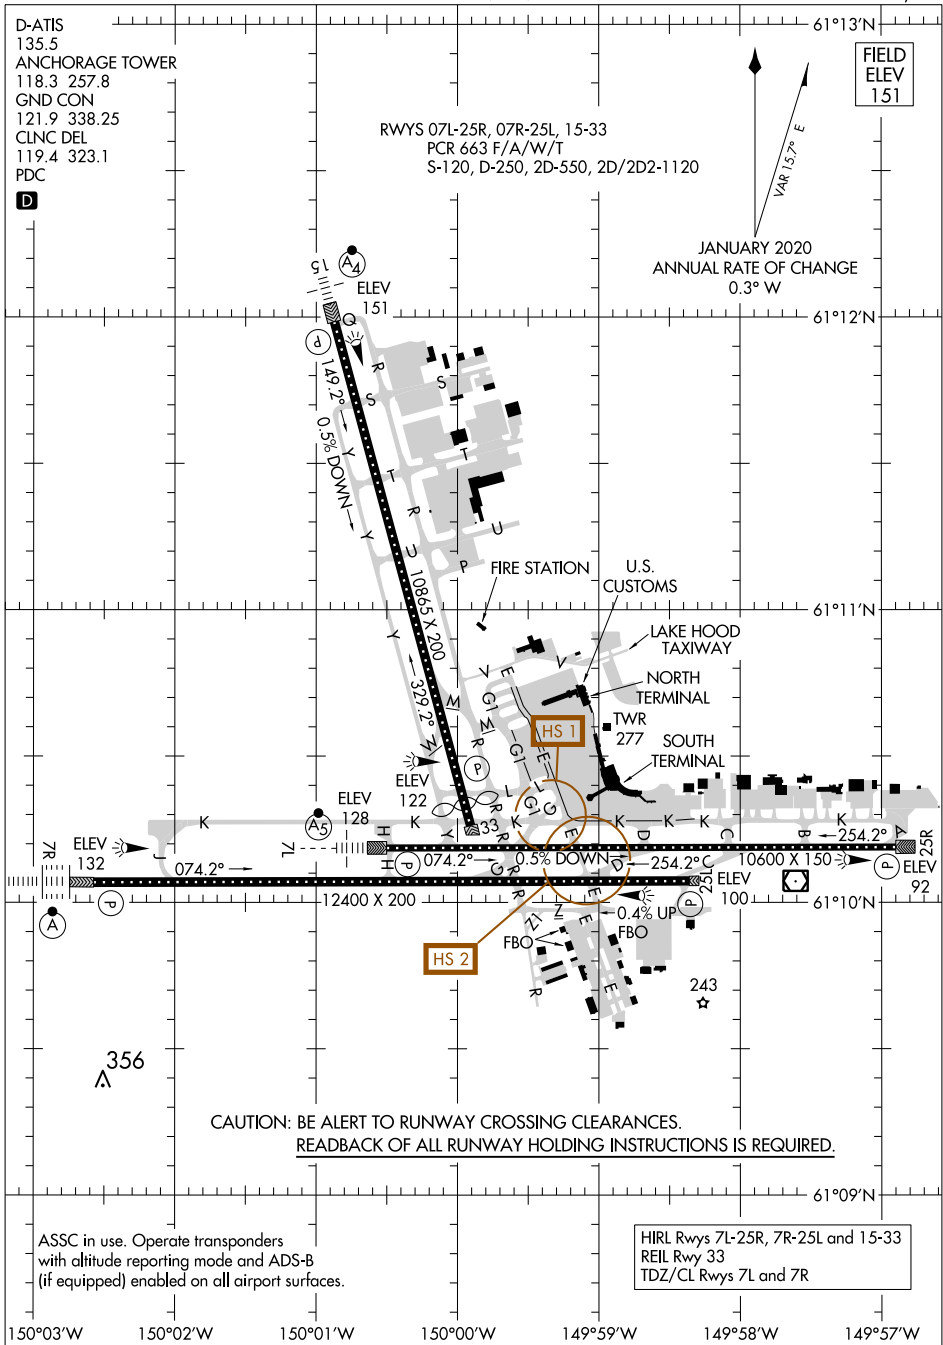 D-ATIS
135.5
ANCHORAGE TOWER
118.3 257.8
GND CON
121.9 338.25
CLNC DEL
119.4 323.1
PDC
D
RWYS 07L-25R, 07R-25L, 15-33
PCR 663 F/A/W/T
S-120, D-250, 2D-550, 2D/2D2-1120
61°13'N
FIELD
ELEV
151
VAR 15.7° E
JANUARY 2020
ANNUAL RATE OF CHANGE
0.3° W
61°12'N
15
A4
ELEV
151
Q
P
149.2°
R
S
S
0.5% DOWN
Y
T
T
Y
R
U
U
P
10865 X 200
FIRE STATION
U.S.
CUSTOMS
61°11'N
LAKE HOOD
TAXIWAY
Y
V
E
V
NORTH
TERMINAL
329.2°
G1
M
M
TWR
277
HS 1
W
R
G1
E
SOUTH
TERMINAL
P
ELEV
122
L
L
G1
G
A5
ELEV
128
33
R
K
K
K
K
K
K
K
H
Y
R
E
D
C
B
254.2°
A
25R
7R
ELEV
132
J
7L
H
P
074.2°
G
R
0.5% DOWN
D
254.2°
C
10600 X 150
P
ELEV
92
074.2°
R
E
25L
ELEV
100
A
P
12400 X 200
P
61°10'N
Z1
Z
E
0.4% UP
FBO
FBO
HS 2
R
E
243
356
CAUTION: BE ALERT TO RUNWAY CROSSING CLEARANCES.
READBACK OF ALL RUNWAY HOLDING INSTRUCTIONS IS REQUIRED.
61°09'N
ASSC in use. Operate transponders
with altitude reporting mode and ADS-B
(if equipped) enabled on all airport surfaces.
HIRL Rwys 7L-25R, 7R-25L and 15-33
REIL Rwy 33
TDZ/CL Rwys 7L and 7R
150°03'W
150°02'W
150°01'W
150°00'W
149°59'W
149°58'W
149°57'W